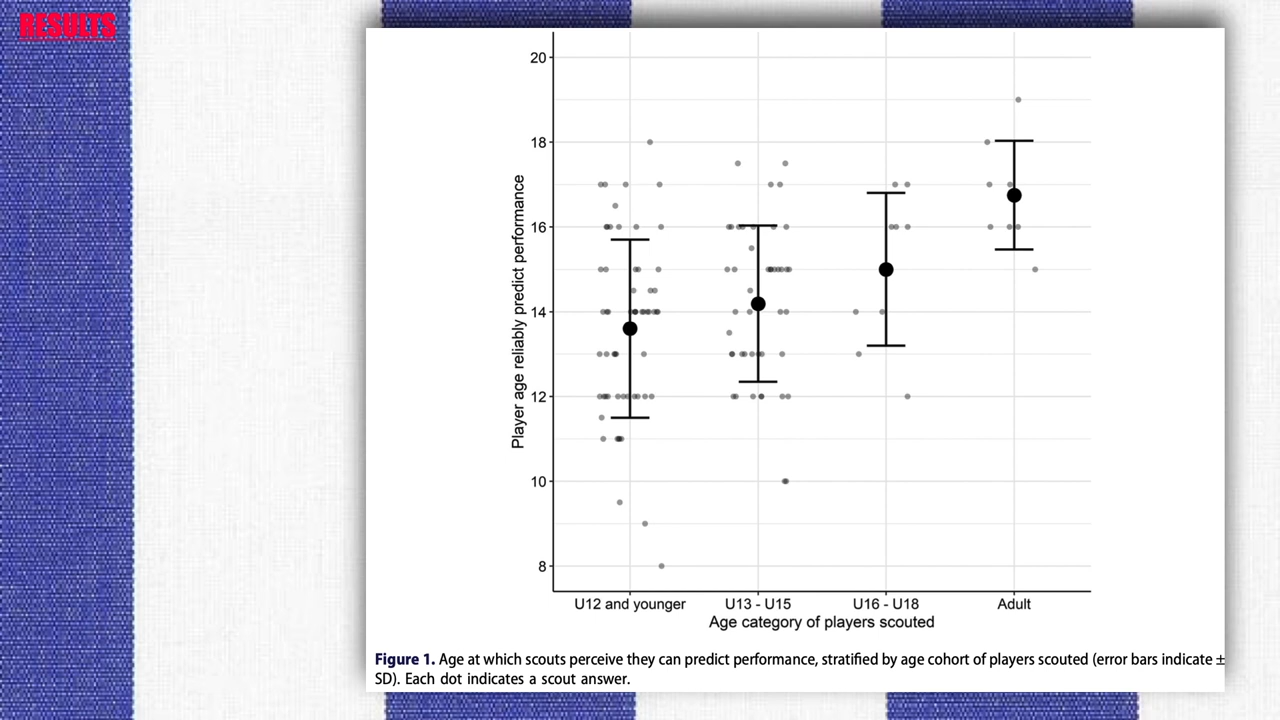 RESULTS
20
18
16
14
12
10
8
Player age reliably predict performance
U12 and younger
U13 - U15
U16 - U18
Adult
Age category of players scouted
Figure 1. Age at which scouts perceive they can predict performance, stratified by age cohort of players scouted (error bars indicate ±
SD). Each dot indicates a scout answer.